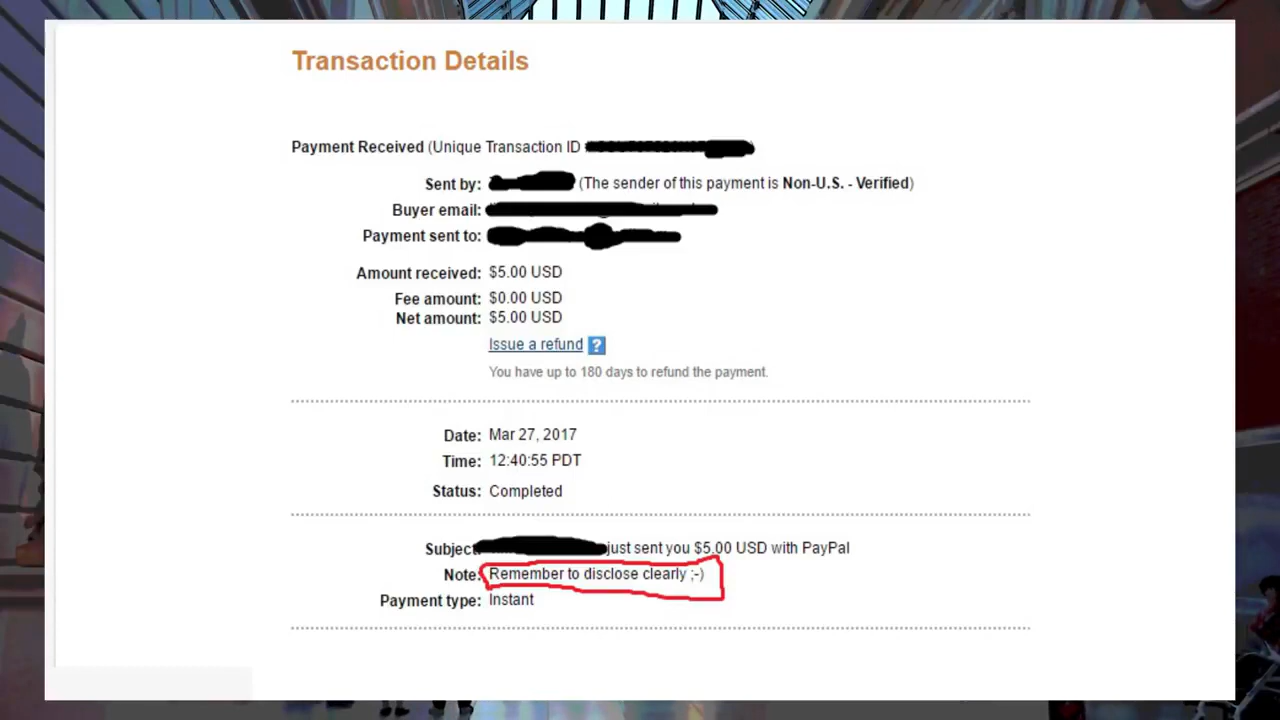 Transaction Details
Payment Received (Unique Transaction ID
Sent by: (The sender of this payment is Non-U.S. - Verified)
Buyer email:
Payment sent to:
Amount received: $5.00 USD
Fee amount: $0.00 USD
Net amount: $5.00 USD
Issue a refund ?
You have up to 180 days to refund the payment.
Date: Mar 27, 2017
Time: 12:40:55 PDT
Status: Completed
Subject: just sent you $5.00 USD with PayPal
Note: Remember to disclose clearly ;-)
Payment type: Instant